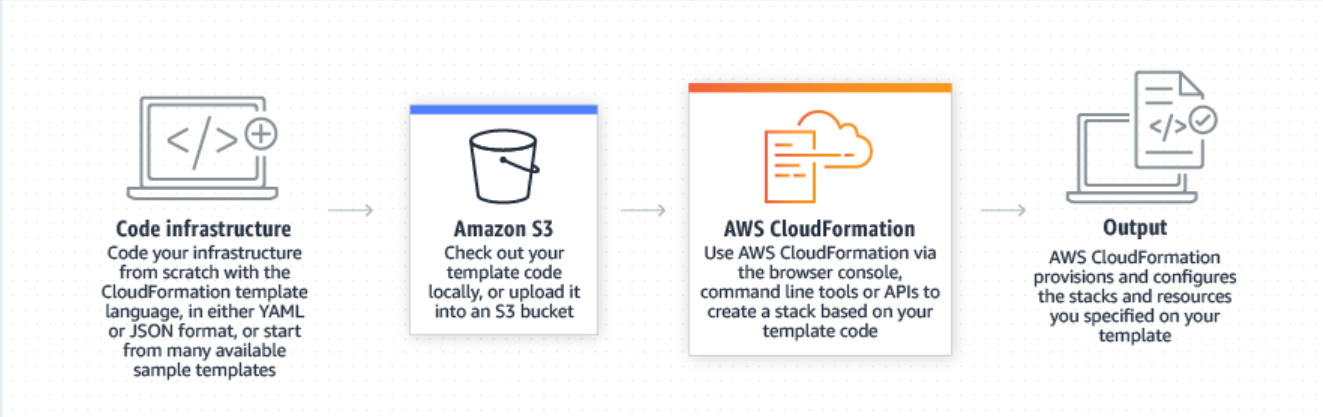 </>
Code infrastructure
Code your infrastructure
from scratch with the
CloudFormation template
language, in either YAML
or JSON format, or start
from many available
sample templates
Amazon S3
Check out your
template code
locally, or upload it
into an S3 bucket
AWS CloudFormation
Use AWS CloudFormation via
the browser console,
command line tools or APIs to
create a stack based on your
template code
</>
Output
AWS CloudFormation
provisions and configures
the stacks and resources
you specified on your
template